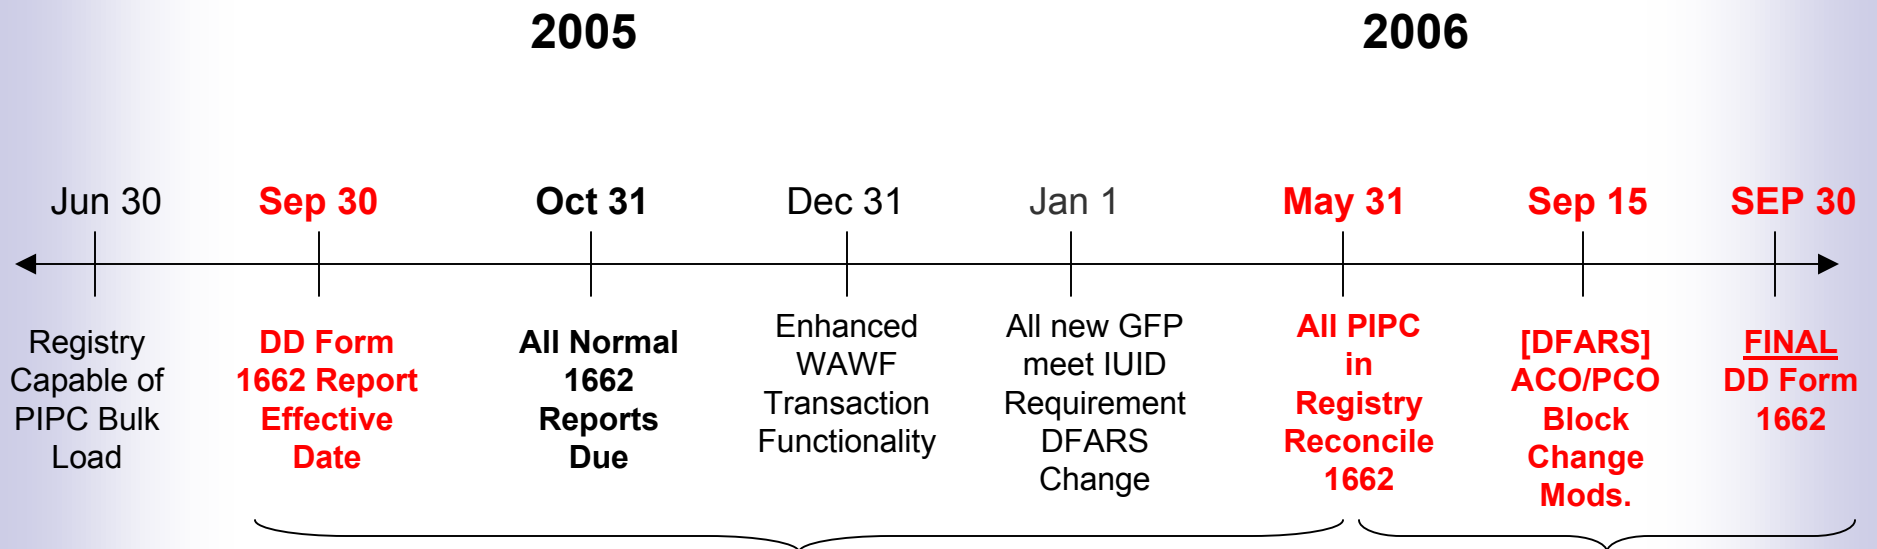 2005
2006
Jun 30
Sep 30
Oct 31
Dec 31
Jan 1
May 31
Sep 15
SEP 30
Registry
Capable of
PIPC Bulk
Load
DD Form
1662 Report
Effective
Date
All Normal
1662
Reports
Due
Enhanced
WAWF
Transaction
Functionality
All new GFP
meet IUID
Requirement
DFARS
Change
All PIPC
in
Registry
Reconcile
1662
[DFARS]
ACO/PCO
Block
Change
Mods.
FINAL
DD Form
1662